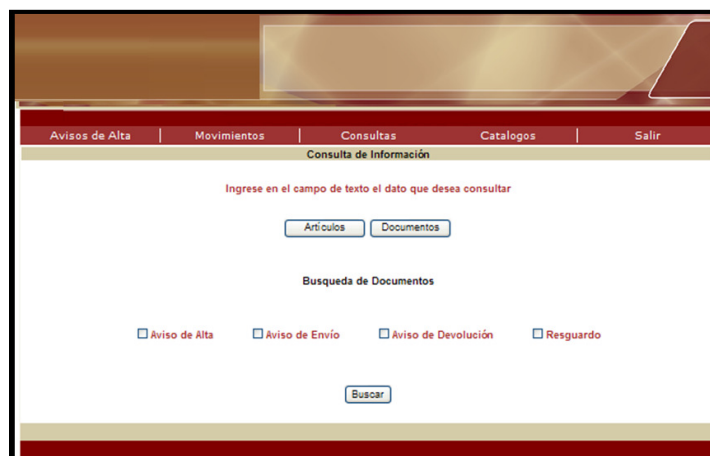 Avisos de Alta | Movimientos | Consultas Catalogos | Salir
Consulta de Información
Ingrese en el campo de texto el dato que desea consultar
Artículos Documentos
Busqueda de Documentos
Aviso de Alta Aviso de Envío Aviso de Devolución Resguardo
Buscar